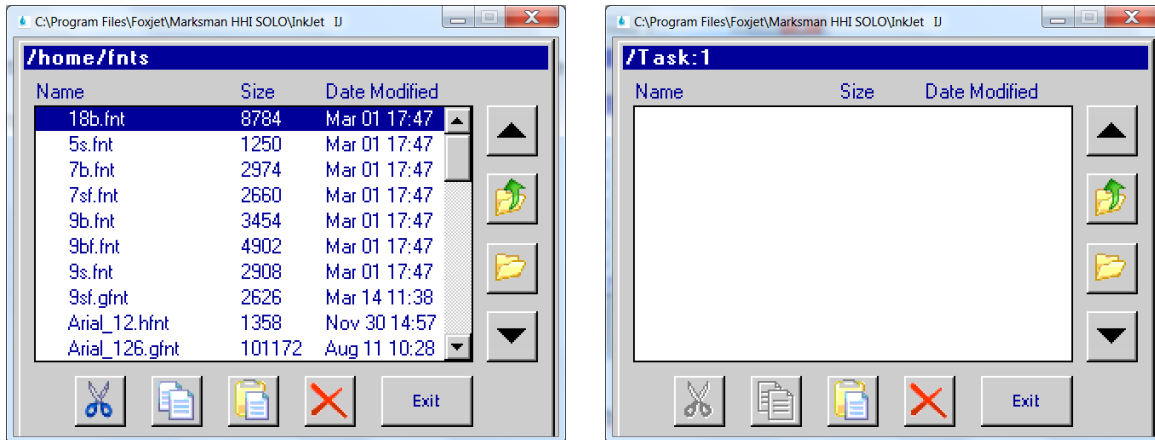 C:\Program Files\Foxjet\Marksman HHI SOLO\InkJet IJ
/home/fnts
Name Size Date Modified
18b.fnt 8784 Mar 01 17:47
5s.fnt 1250 Mar 01 17:47
7b.fnt 2974 Mar 01 17:47
7sf.fnt 2660 Mar 01 17:47
9b.fnt 3454 Mar 01 17:47
9bf.fnt 4902 Mar 01 17:47
9s.fnt 2908 Mar 01 17:47
9sf.gfnt 2626 Mar 14 11:38
Arial_12.hfnt 1358 Nov 30 14:57
Arial_126.gfnt 101172 Aug 11 10:28
Exit
C:\Program Files\Foxjet\Marksman HHI SOLO\InkJet IJ
/Task:1
Name Size Date Modified
Exit